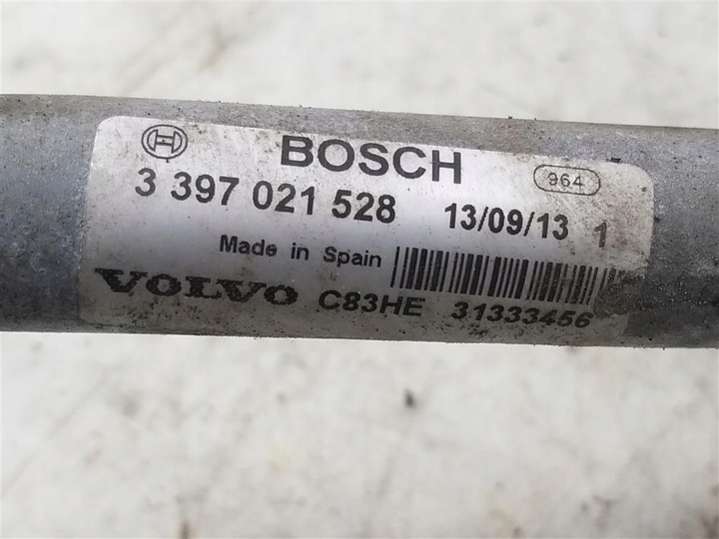 BOSCH
964
3 397 021 528 13/09/13 1
Made in Spain
VOLVO C83HE 31333456